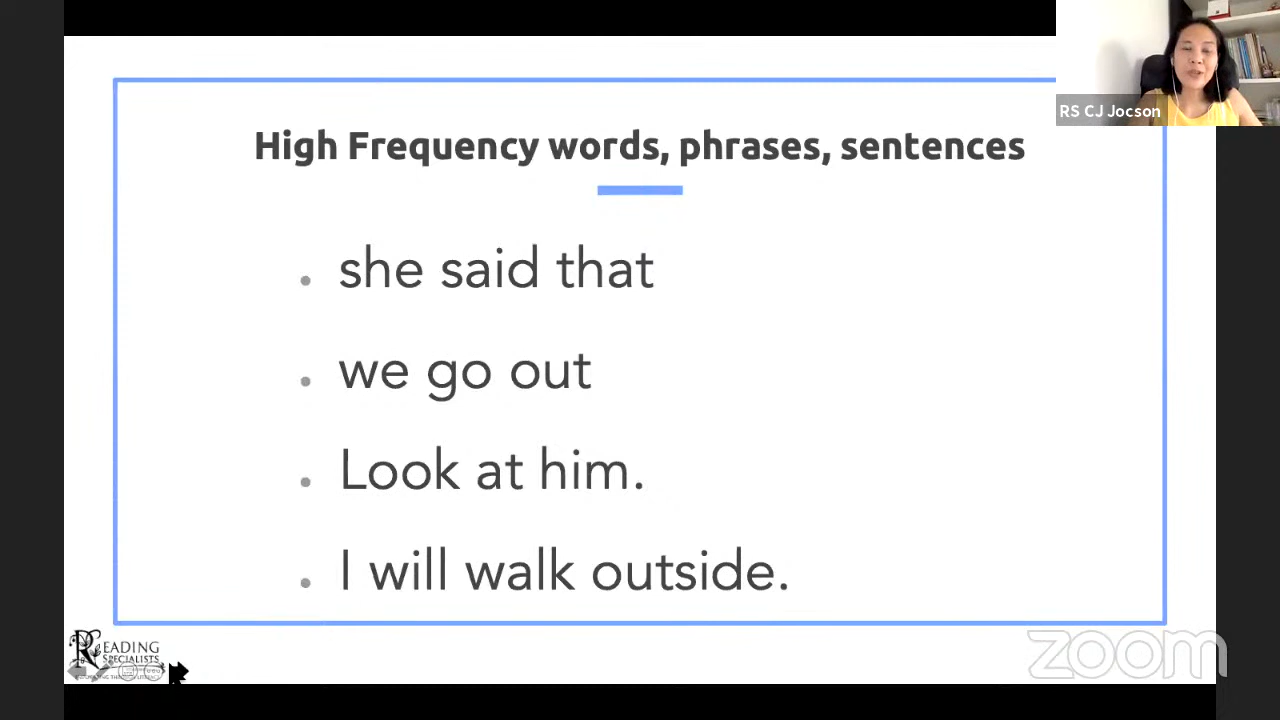 RS CJ Jocson
High Frequency words, phrases, sentences
she said that
we go out
Look at him.
I will walk outside.
READING
SPECIALISTS
zoom